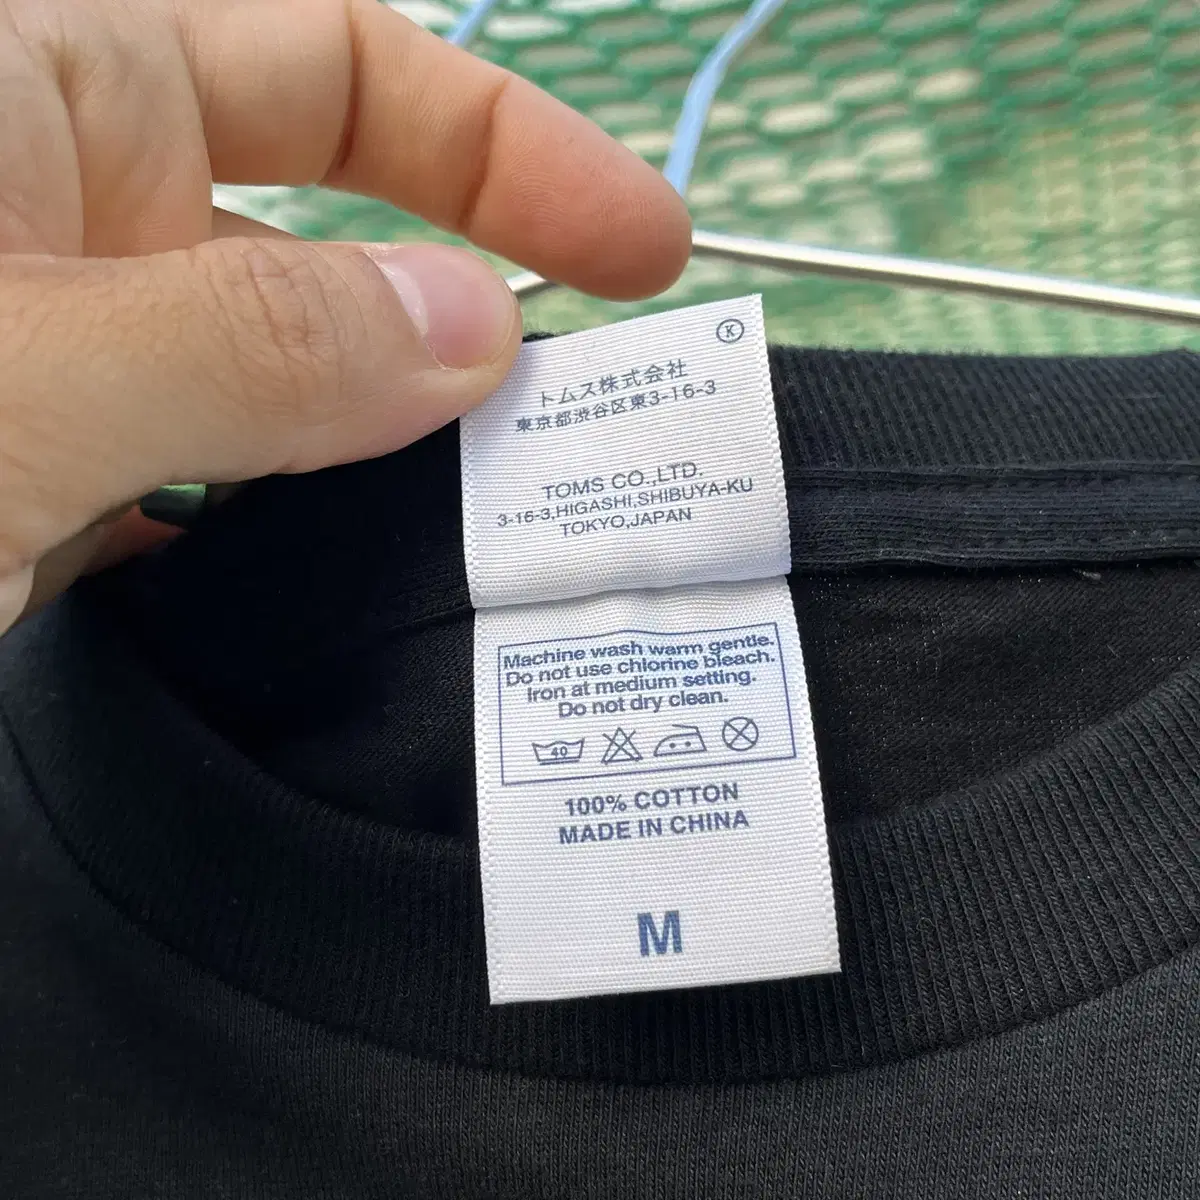 K
トムス株式会社
東京都渋谷区東3-16-3
TOMS CO.,LTD.
3-16-3,HIGASHI,SHIBUYA-KU
TOKYO,JAPAN
Machine wash warm gentle.
Do not use chlorine bleach.
Iron at medium setting.
Do not dry clean.
40
100% COTTON
MADE IN CHINA
M